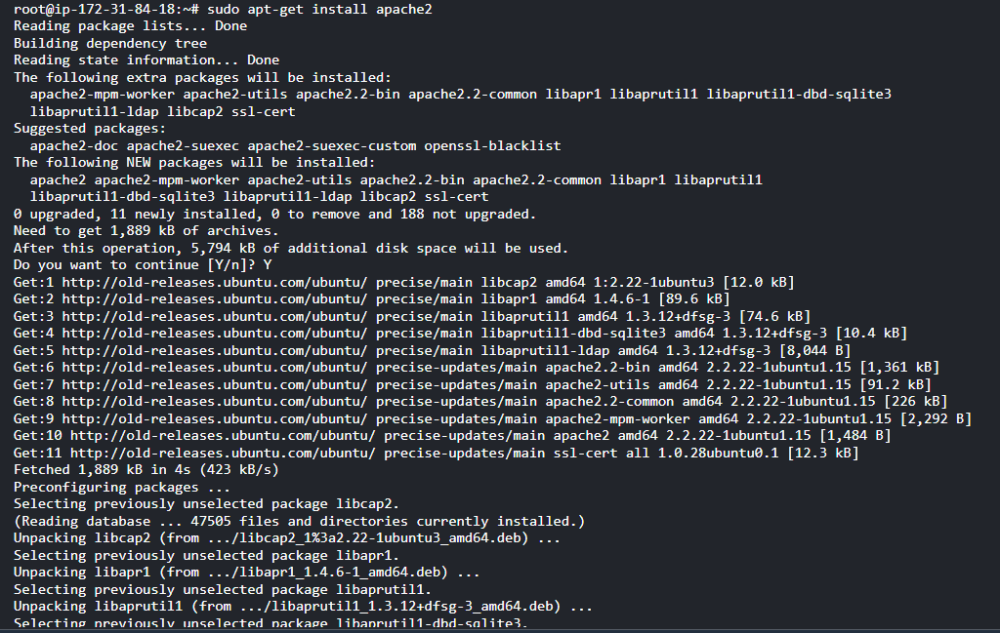 root@ip-172-31-84-18:~# sudo apt-get install apache2
Reading package lists... Done
Building dependency tree
Reading state information... Done
The following extra packages will be installed:
  apache2-mpm-worker apache2-utils apache2.2-bin apache2.2-common libapr1 libaprutil1 libaprutil1-dbd-sqlite3
  libaprutil1-ldap libcap2 ssl-cert
Suggested packages:
  apache2-doc apache2-suexec apache2-suexec-custom openssl-blacklist
The following NEW packages will be installed:
  apache2 apache2-mpm-worker apache2-utils apache2.2-bin apache2.2-common libapr1 libaprutil1
  libaprutil1-dbd-sqlite3 libaprutil1-ldap libcap2 ssl-cert
0 upgraded, 11 newly installed, 0 to remove and 188 not upgraded.
Need to get 1,889 kB of archives.
After this operation, 5,794 kB of additional disk space will be used.
Do you want to continue [Y/n]? Y
Get:1 http://old-releases.ubuntu.com/ubuntu/ precise/main libcap2 amd64 1:2.22-1ubuntu3 [12.0 kB]
Get:2 http://old-releases.ubuntu.com/ubuntu/ precise/main libapr1 amd64 1.4.6-1 [89.6 kB]
Get:3 http://old-releases.ubuntu.com/ubuntu/ precise/main libaprutil1 amd64 1.3.12+dfsg-3 [74.6 kB]
Get:4 http://old-releases.ubuntu.com/ubuntu/ precise/main libaprutil1-dbd-sqlite3 amd64 1.3.12+dfsg-3 [10.4 kB]
Get:5 http://old-releases.ubuntu.com/ubuntu/ precise/main libaprutil1-ldap amd64 1.3.12+dfsg-3 [8,044 B]
Get:6 http://old-releases.ubuntu.com/ubuntu/ precise-updates/main apache2.2-bin amd64 2.2.22-1ubuntu1.15 [1,361 kB]
Get:7 http://old-releases.ubuntu.com/ubuntu/ precise-updates/main apache2-utils amd64 2.2.22-1ubuntu1.15 [91.2 kB]
Get:8 http://old-releases.ubuntu.com/ubuntu/ precise-updates/main apache2.2-common amd64 2.2.22-1ubuntu1.15 [226 kB]
Get:9 http://old-releases.ubuntu.com/ubuntu/ precise-updates/main apache2-mpm-worker amd64 2.2.22-1ubuntu1.15 [2,292 B]
Get:10 http://old-releases.ubuntu.com/ubuntu/ precise-updates/main apache2 amd64 2.2.22-1ubuntu1.15 [1,484 B]
Get:11 http://old-releases.ubuntu.com/ubuntu/ precise-updates/main ssl-cert all 1.0.28ubuntu0.1 [12.3 kB]
Fetched 1,889 kB in 4s (423 kB/s)
Preconfiguring packages ...
Selecting previously unselected package libcap2.
(Reading database ... 47505 files and directories currently installed.)
Unpacking libcap2 (from .../libcap2_1%3a2.22-1ubuntu3_amd64.deb) ...
Selecting previously unselected package libapr1.
Unpacking libapr1 (from .../libapr1_1.4.6-1_amd64.deb) ...
Selecting previously unselected package libaprutil1.
Unpacking libaprutil1 (from .../libaprutil1_1.3.12+dfsg-3_amd64.deb) ...
Selecting previously unselected package libaprutil1-dbd-sqlite3.